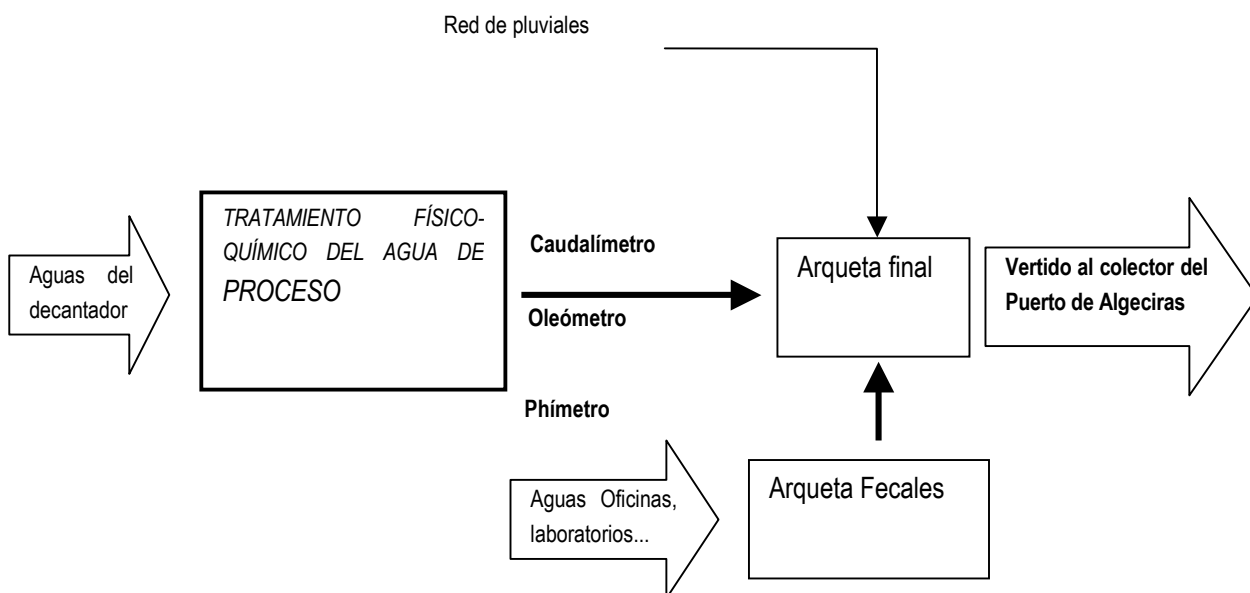 Red de pluviales
TRATAMIENTO FÍSICO-
QUÍMICO DEL AGUA DE
PROCESO
Aguas del
decantador
Caudalímetro
Oleómetro
Phímetro
Arqueta final
Vertido al colector del
Puerto de Algeciras
Aguas Oficinas,
laboratorios...
Arqueta Fecales